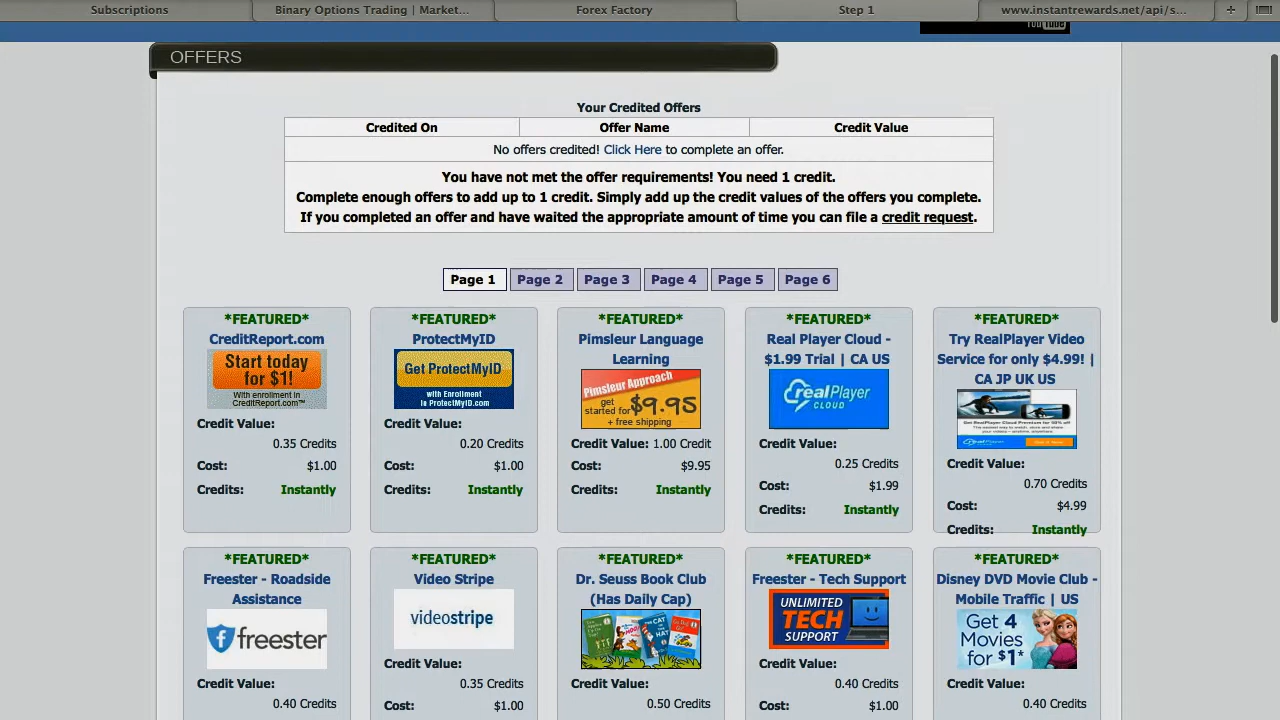 Subscriptions
Binary Options Trading | Market...
Forex Factory
Step 1
www.instantrewards.net/api/s...
OFFERS
Your Credited Offers
Credited On
Offer Name
Credit Value
No offers credited! Click Here to complete an offer.
You have not met the offer requirements! You need 1 credit.
Complete enough offers to add up to 1 credit. Simply add up the credit values of the offers you complete.
If you completed an offer and have waited the appropriate amount of time you can file a credit request.
Page 1
Page 2
Page 3
Page 4
Page 5
Page 6
*FEATURED*
CreditReport.com
Start today
for $1!
With enrollment in
CreditReport.com™
Credit Value:
0.35 Credits
Cost: $1.00
Credits: Instantly
*FEATURED*
ProtectMyID
Get ProtectMyID
with Enrollment
in ProtectMyID.com
Credit Value:
0.20 Credits
Cost: $1.00
Credits: Instantly
*FEATURED*
Pimsleur Language
Learning
Pimsleur Approach
get
started for $9.95
+ free shipping
Credit Value: 1.00 Credit
Cost: $9.95
Credits: Instantly
*FEATURED*
Real Player Cloud -
$1.99 Trial | CA US
realPlayer
CLOUD
Credit Value:
0.25 Credits
Cost: $1.99
Credits: Instantly
*FEATURED*
Try RealPlayer Video
Service for only $4.99! |
CA JP UK US
Credit Value:
0.70 Credits
Cost: $4.99
Credits: Instantly
*FEATURED*
Freester - Roadside
Assistance
freester
Credit Value:
0.40 Credits
*FEATURED*
Video Stripe
videostripe
Credit Value:
0.35 Credits
Cost: $1.00
*FEATURED*
Dr. Seuss Book Club
(Has Daily Cap)
Credit Value:
0.50 Credits
*FEATURED*
Freester - Tech Support
UNLIMITED
TECH
SUPPORT
Credit Value:
0.40 Credits
Cost: $1.00
*FEATURED*
Disney DVD Movie Club -
Mobile Traffic | US
Get 4
Movies
for $1*
Credit Value:
0.40 Credits